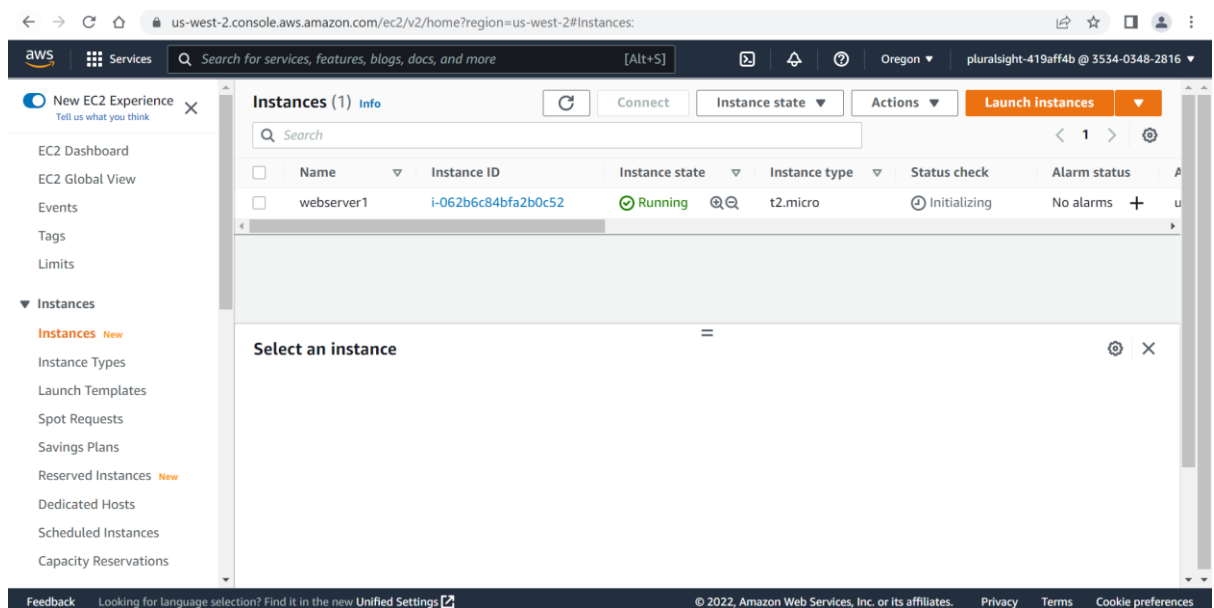 us-west-2.console.aws.amazon.com/ec2/v2/home?region=us-west-2#Instances:
aws Services Search for services, features, blogs, docs, and more [Alt+S] Oregon ▼ pluralsight-419aff4b @ 3534-0348-2816 ▼
New EC2 Experience
Tell us what you think
EC2 Dashboard
EC2 Global View
Events
Tags
Limits
▼ Instances
Instances New
Instance Types
Launch Templates
Spot Requests
Savings Plans
Reserved Instances New
Dedicated Hosts
Scheduled Instances
Capacity Reservations
Instances (1) Info Connect Instance state ▼ Actions ▼ Launch instances ▼
Search < 1 >
Name Instance ID Instance state Instance type Status check Alarm status A
webserver1 i-062b6c84bfa2b0c52 Running t2.micro Initializing No alarms + u
Select an instance
Feedback Looking for language selection? Find it in the new Unified Settings © 2022, Amazon Web Services, Inc. or its affiliates. Privacy Terms Cookie preferences